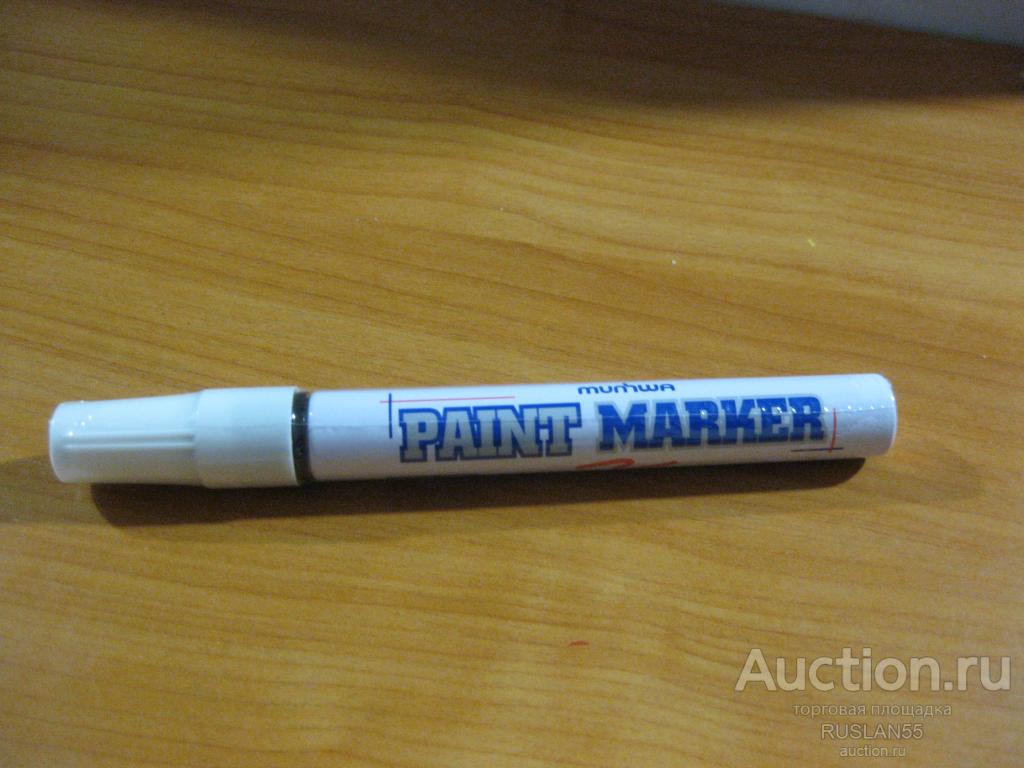 munhwa
PAINT MARKER
Auction.ru
торговая площадка
RUSLAN55
auction.ru